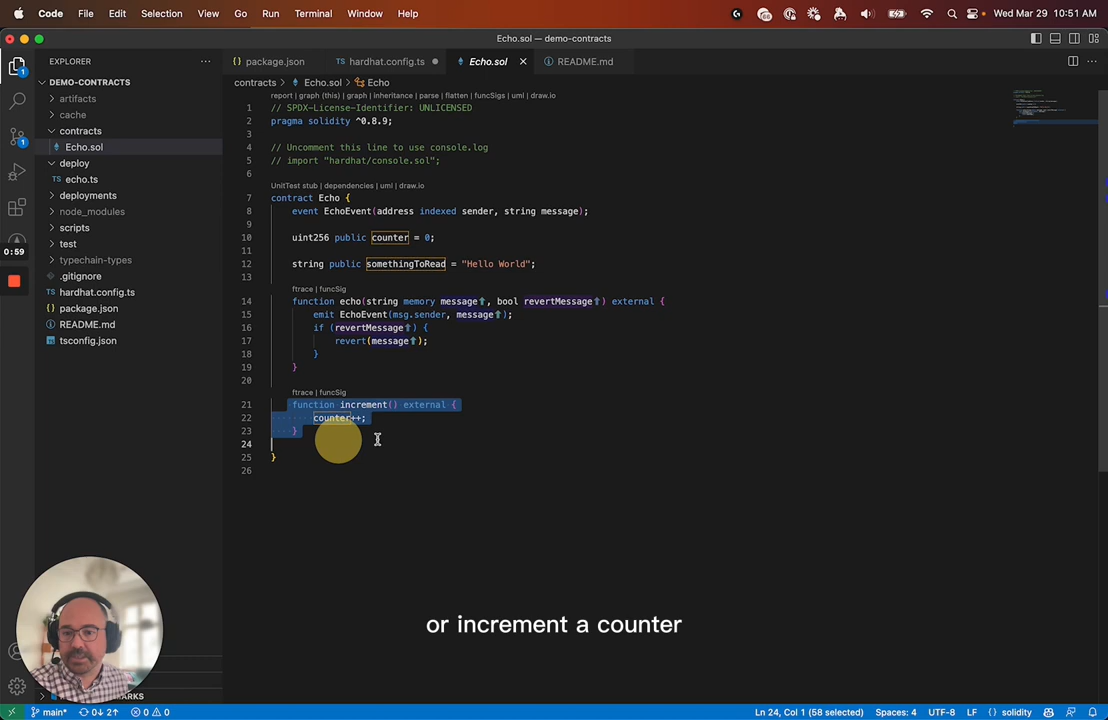 Code File Edit Selection View Go Run Terminal Window Help
66
Wed Mar 29 10:51 AM
Echo.sol — demo-contracts
EXPLORER
package.json
hardhat.config.ts
Echo.sol
README.md
contracts > Echo.sol > Echo
DEMO-CONTRACTS
artifacts
cache
contracts
Echo.sol
deploy
TS echo.ts
deployments
node_modules
scripts
test
typechain-types
.gitignore
TS hardhat.config.ts
package.json
README.md
tsconfig.json
0:59
report | graph (this) | graph | inheritance | parse | flatten | funcSigs | uml | draw.io
1 // SPDX-License-Identifier: UNLICENSED
2 pragma solidity ^0.8.9;
3
4 // Uncomment this line to use console.log
5 // import "hardhat/console.sol";
6
UnitTest stub | dependencies | uml | draw.io
7 contract Echo {
8 event EchoEvent(address indexed sender, string message);
9
10 uint256 public counter = 0;
11
12 string public somethingToRead = "Hello World";
13
ftrace | funcSig
14 function echo(string memory message↑, bool revertMessage↑) external {
15 emit EchoEvent(msg.sender, message↑);
16 if (revertMessage↑) {
17 revert(message↑);
18 }
19 }
20
ftrace | funcSig
21 function increment() external {
22 counter++;
23 }
24
25 }
26
or increment a counter
main* 0↓ 2↑ 0 0
Ln 24, Col 1 (58 selected) Spaces: 4 UTF-8 LF {} solidity